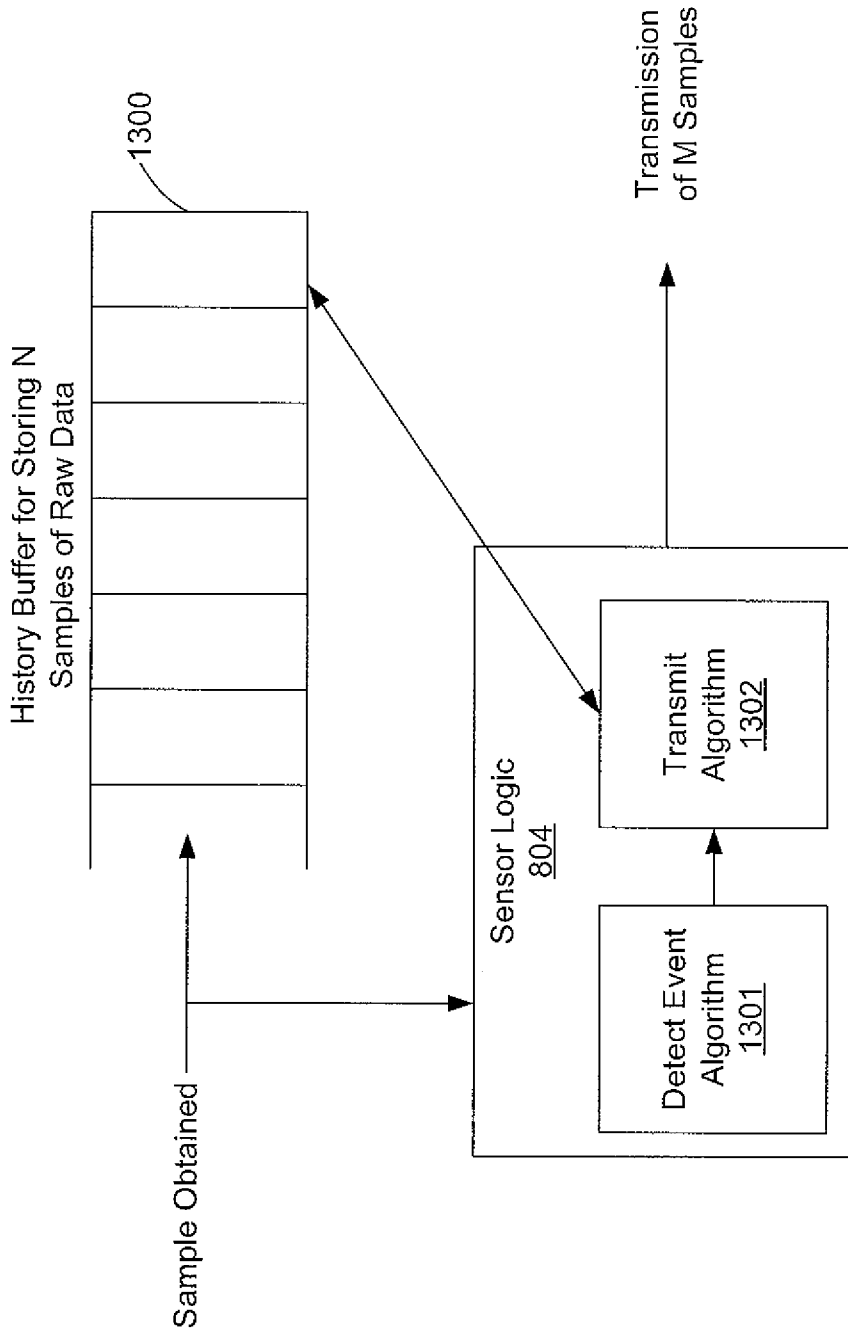 History Buffer for Storing N
Samples of Raw Data
1300
Sample Obtained
Sensor Logic
804
Detect Event
Algorithm
1301
Transmit
Algorithm
1302
Transmission
of M Samples